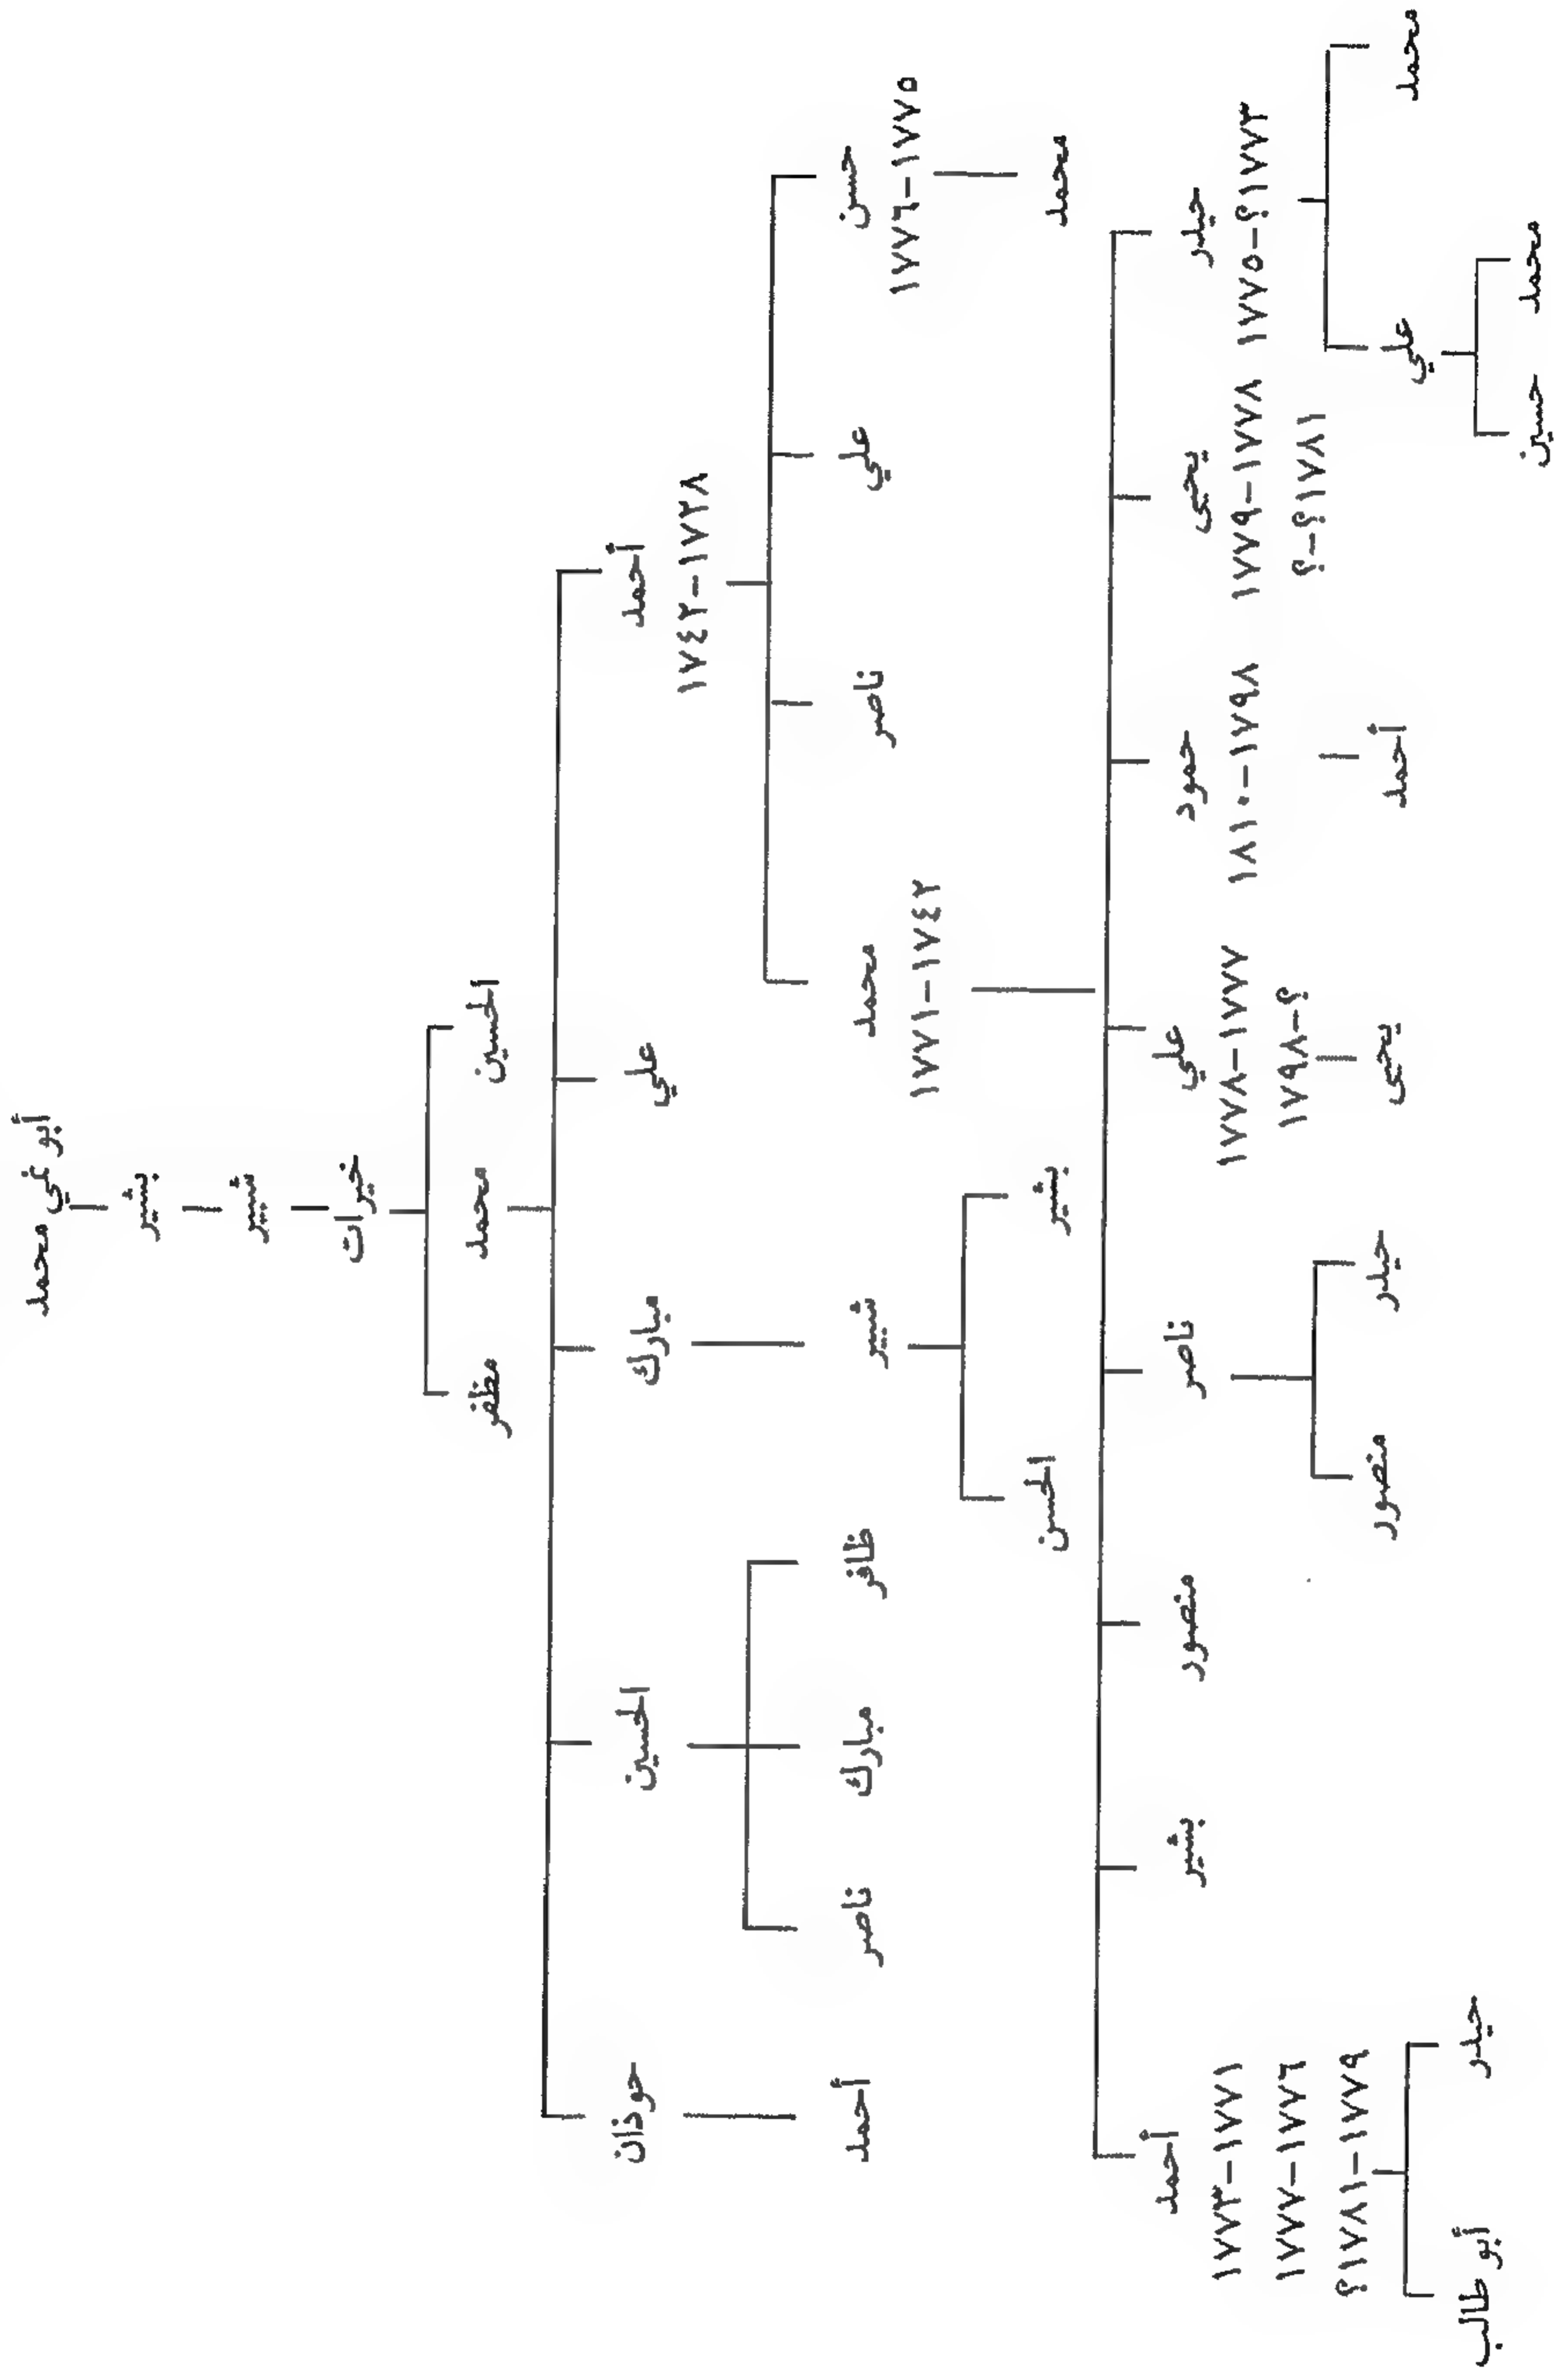 أبو نمي محمد
بشير
شبير
خيرات
الحسين محمد مظفر
أحمد علي مبارك الحسين حوذان
١٧٢٨-١٧٤٢
حسن علي ناصر محمد شبير ظافر مبارك ناصر أحمد
١٧٧٥-١٧٧٦ ١٧٤٢-١٧٧١
محمد بشير الحسن
حيدر يحيى حمود علي ناصر منصور بشير أحمد
١٧٧٣؟-١٧٧٥ ١٧٧٨-١٧٧٩ ١٧٩٨-١٨١٠ ١٧٧٧-١٧٧٨ ١٧٧١-١٧٧٣
١٧٨١؟-؟ ؟-١٧٩٨ ١٧٧٦-١٧٧٧
١٧٧٩-١٧٨١؟
محمد علي أحمد يحيى حيدر منصور
حيدر أبو طالب
محمد حسين